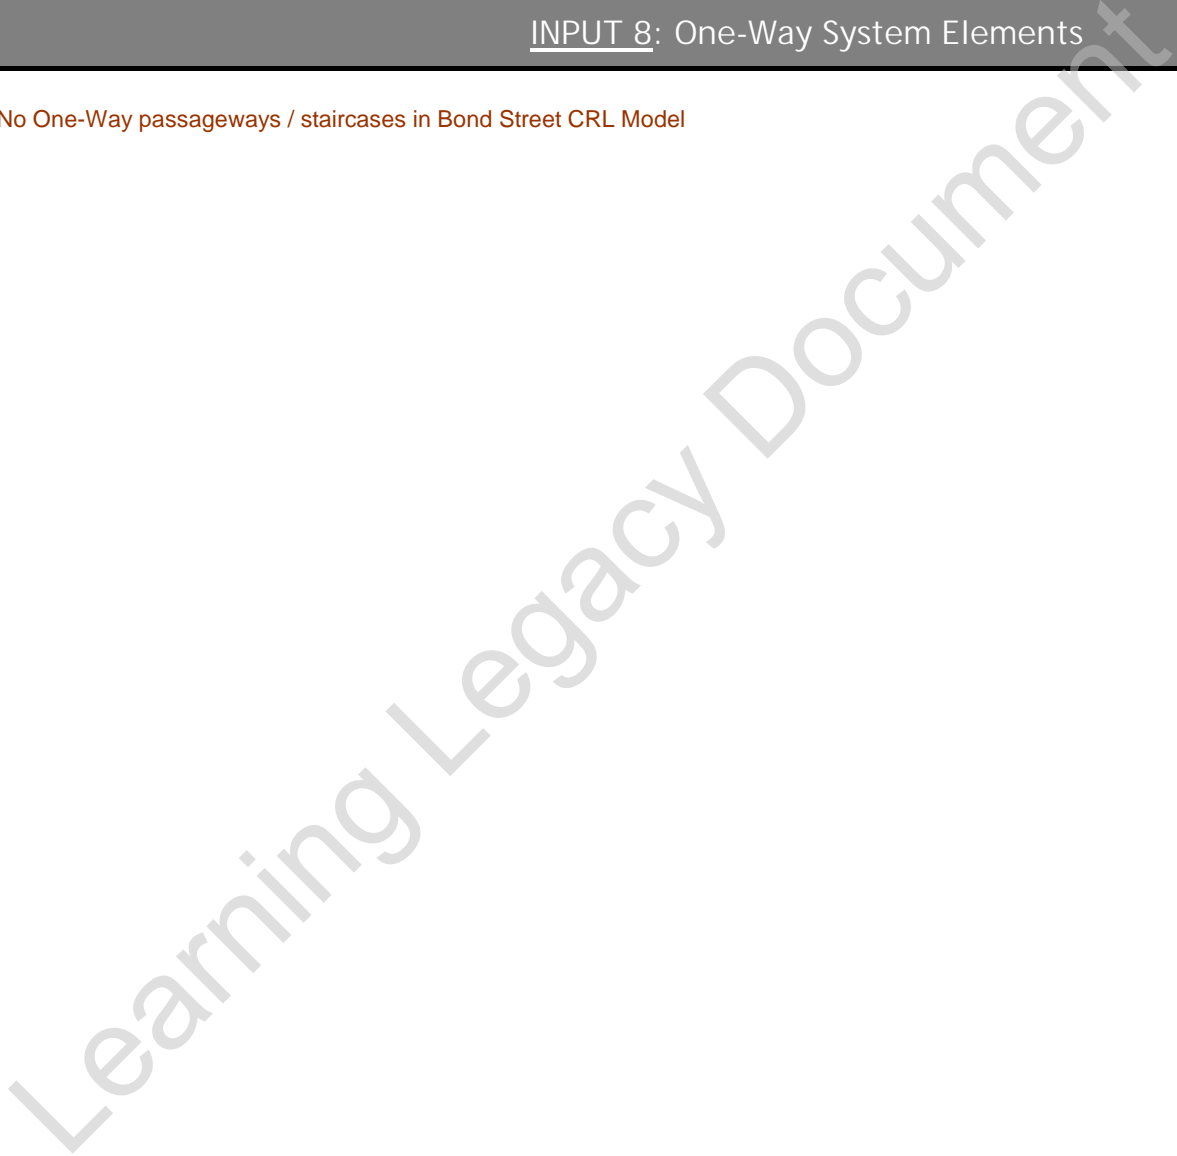 INPUT 8: One-Way System Elements
No One-Way passageways / staircases in Bond Street CRL Model
Learning Legacy Document